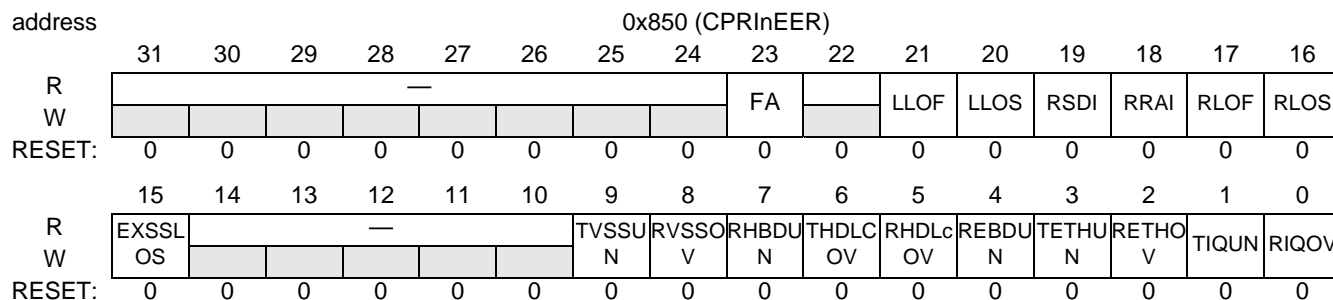 address 0x850 (CPRInEER)
31 30 29 28 27 26 25 24 23 22 21 20 19 18 17 16
R — FA LLOF LLOS RSDI RRAI RLOF RLOS
W
RESET: 0 0 0 0 0 0 0 0 0 0 0 0 0 0 0 0
15 14 13 12 11 10 9 8 7 6 5 4 3 2 1 0
R EXSSL — TVSSU RVSSO RHBDU THDLC RHDLc REBDU TETHU RETHO TIQUN RIQOV
W OS N V N OV OV N N V
RESET: 0 0 0 0 0 0 0 0 0 0 0 0 0 0 0 0